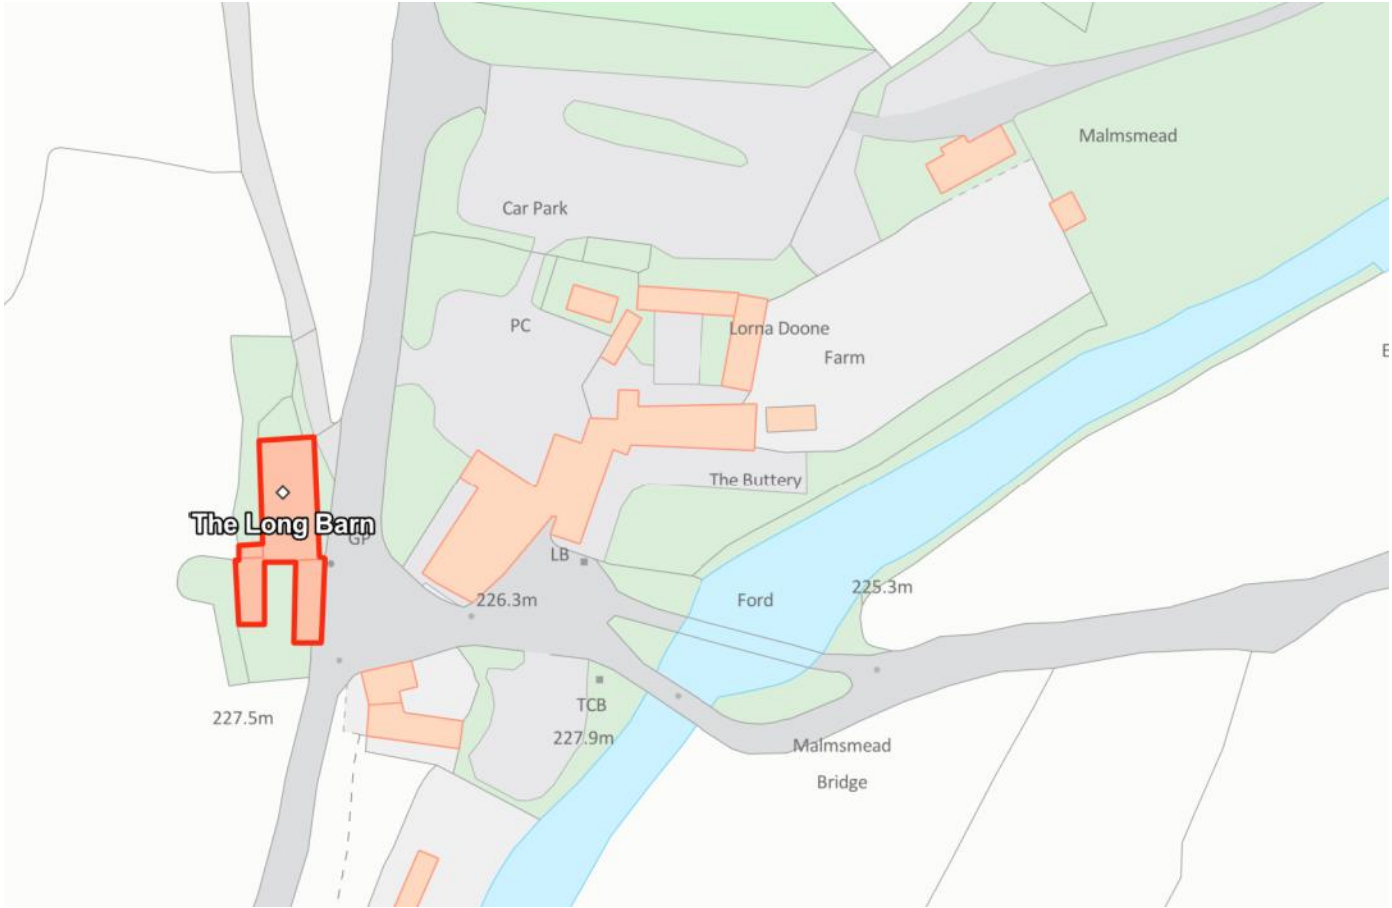 Malmsmead
Car Park
PC
Lorna Doone
Farm
E
The Buttery
The Long Barn
GP
LB
226.3m
Ford
225.3m
TCB
227.5m
227.9m
Malmsmead
Bridge